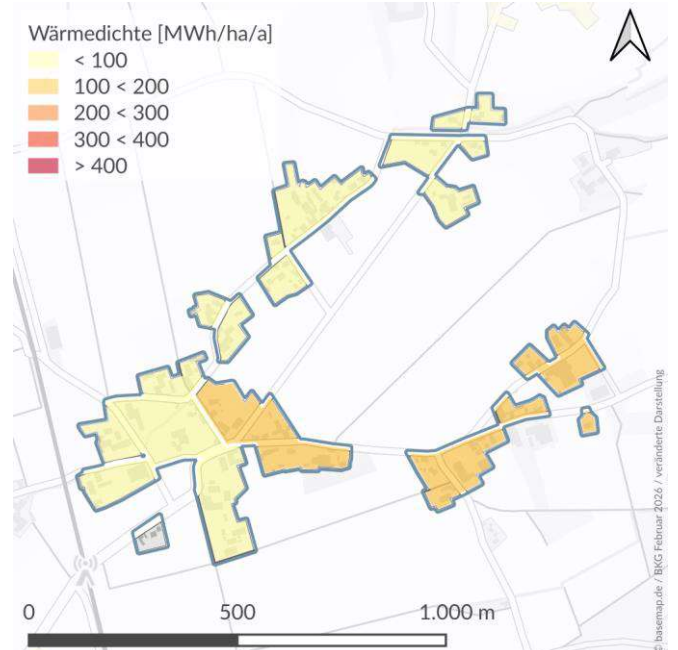 Wärmedichte [MWh/ha/a]
< 100
100 < 200
200 < 300
300 < 400
> 400
0 500 1.000 m
© basemap.de / BKG Februar 2026 / veränderte Darstellung